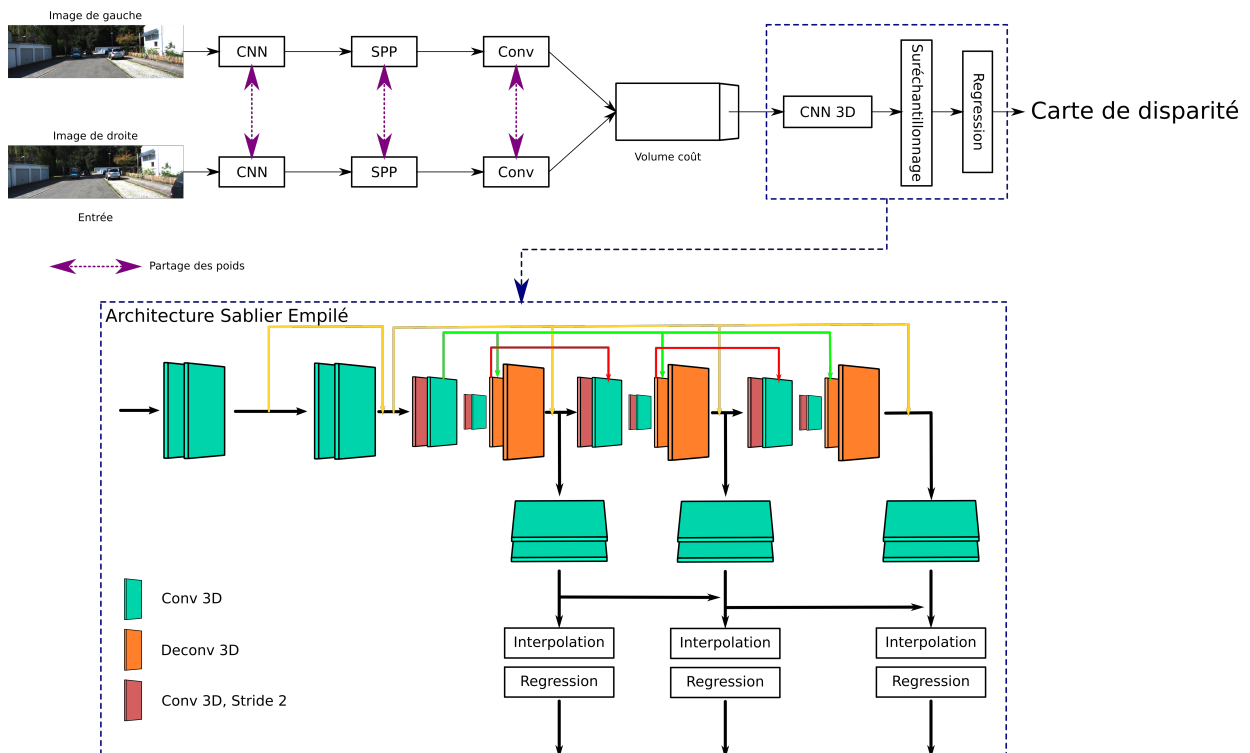 Image de gauche
CNN
SPP
Conv
Image de droite
CNN
SPP
Conv
Entrée
Volume coût
CNN 3D
Suréchantillonnage
Regression
Carte de disparité
Partage des poids
Architecture Sablier Empilé
Conv 3D
Deconv 3D
Conv 3D, Stride 2
Interpolation
Interpolation
Interpolation
Regression
Regression
Regression